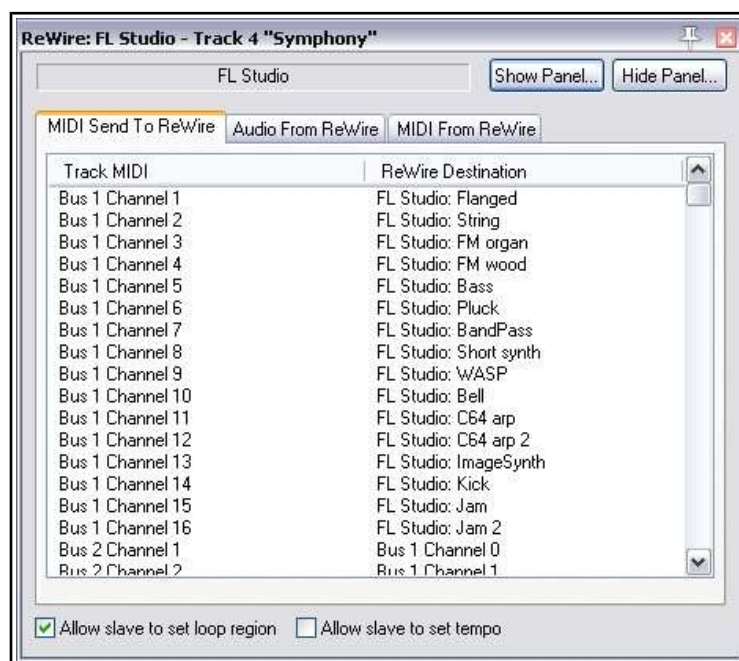 ReWire: FL Studio - Track 4 "Symphony"
FL Studio Show Panel... Hide Panel...
MIDI Send To ReWire Audio From ReWire MIDI From ReWire
Track MIDI ReWire Destination
Bus 1 Channel 1 FL Studio: Flanged
Bus 1 Channel 2 FL Studio: String
Bus 1 Channel 3 FL Studio: FM organ
Bus 1 Channel 4 FL Studio: FM wood
Bus 1 Channel 5 FL Studio: Bass
Bus 1 Channel 6 FL Studio: Pluck
Bus 1 Channel 7 FL Studio: BandPass
Bus 1 Channel 8 FL Studio: Short synth
Bus 1 Channel 9 FL Studio: WASP
Bus 1 Channel 10 FL Studio: Bell
Bus 1 Channel 11 FL Studio: C64 arp
Bus 1 Channel 12 FL Studio: C64 arp 2
Bus 1 Channel 13 FL Studio: ImageSynth
Bus 1 Channel 14 FL Studio: Kick
Bus 1 Channel 15 FL Studio: Jam
Bus 1 Channel 16 FL Studio: Jam 2
Bus 2 Channel 1 Bus 1 Channel 0
Bus 2 Channel 2 Bus 1 Channel 1
Allow slave to set loop region Allow slave to set tempo